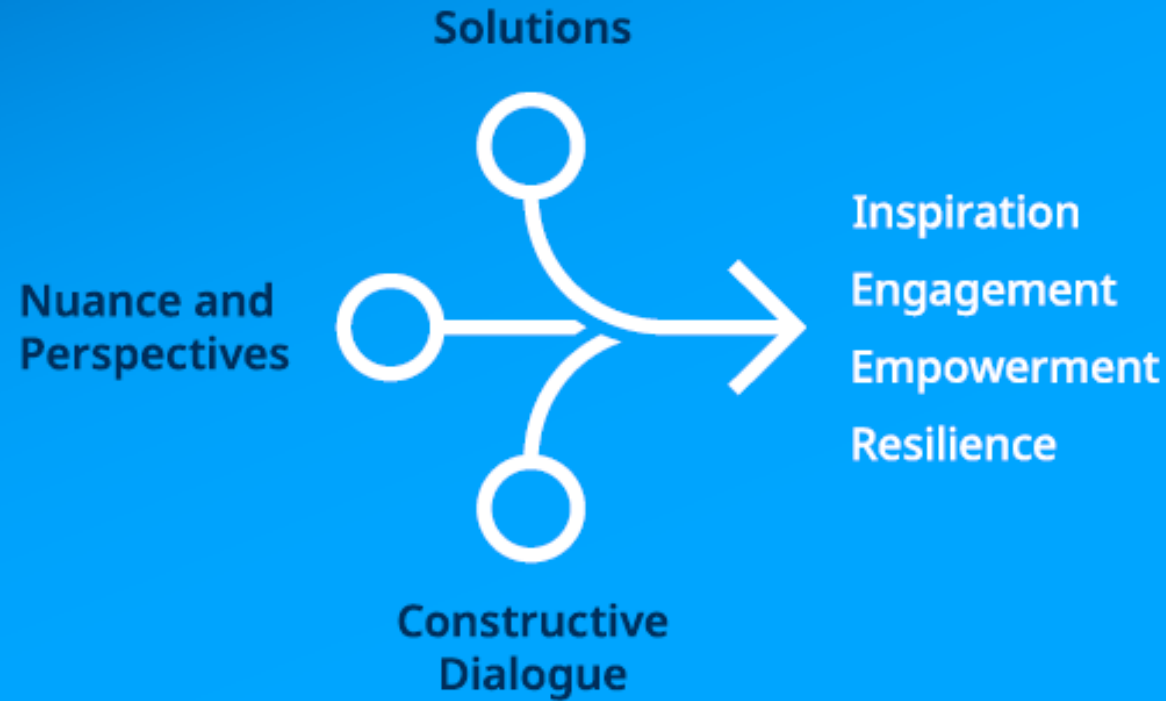 Solutions
Nuance and
Perspectives
Constructive
Dialogue
Inspiration
Engagement
Empowerment
Resilience